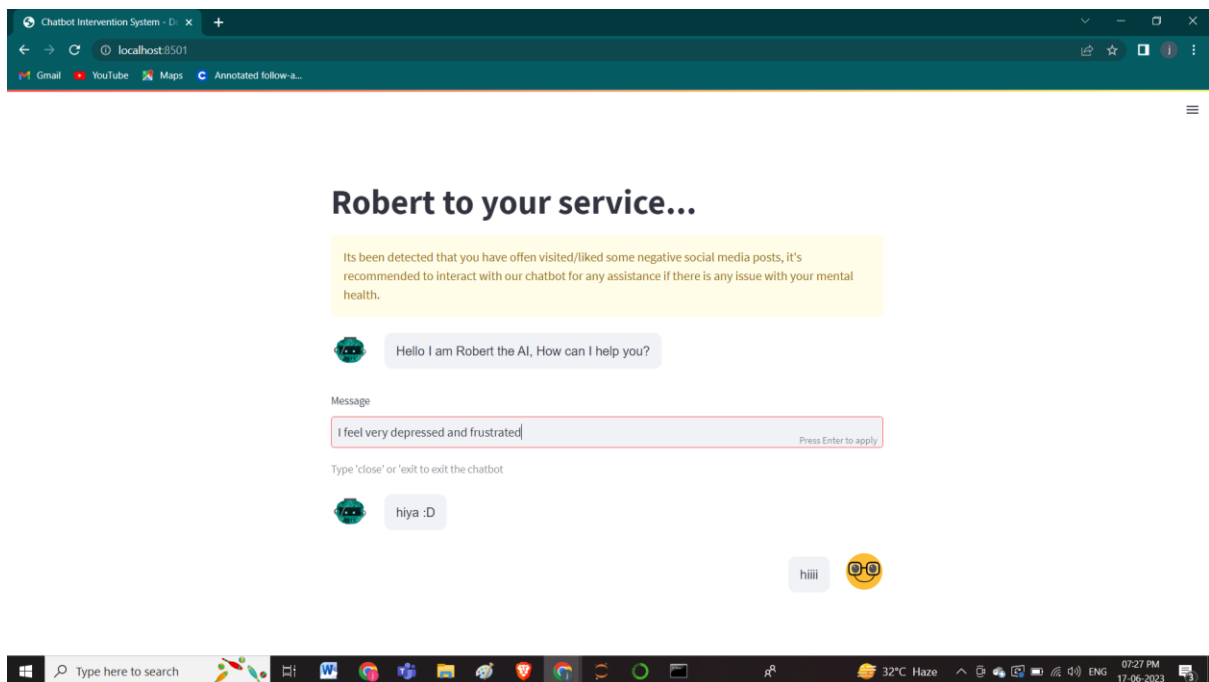 Chatbot Intervention System - De
localhost:8501
Gmail YouTube Maps Annotated follow-a...
Robert to your service...
Its been detected that you have offen visited/liked some negative social media posts, it's
recommended to interact with our chatbot for any assistance if there is any issue with your mental
health.
Hello I am Robert the AI, How can I help you?
Message
I feel very depressed and frustrated
Press Enter to apply
Type 'close' or 'exit to exit the chatbot
hiya :D
hiiii
Type here to search
32°C Haze
ENG
07:27 PM
17-06-2023